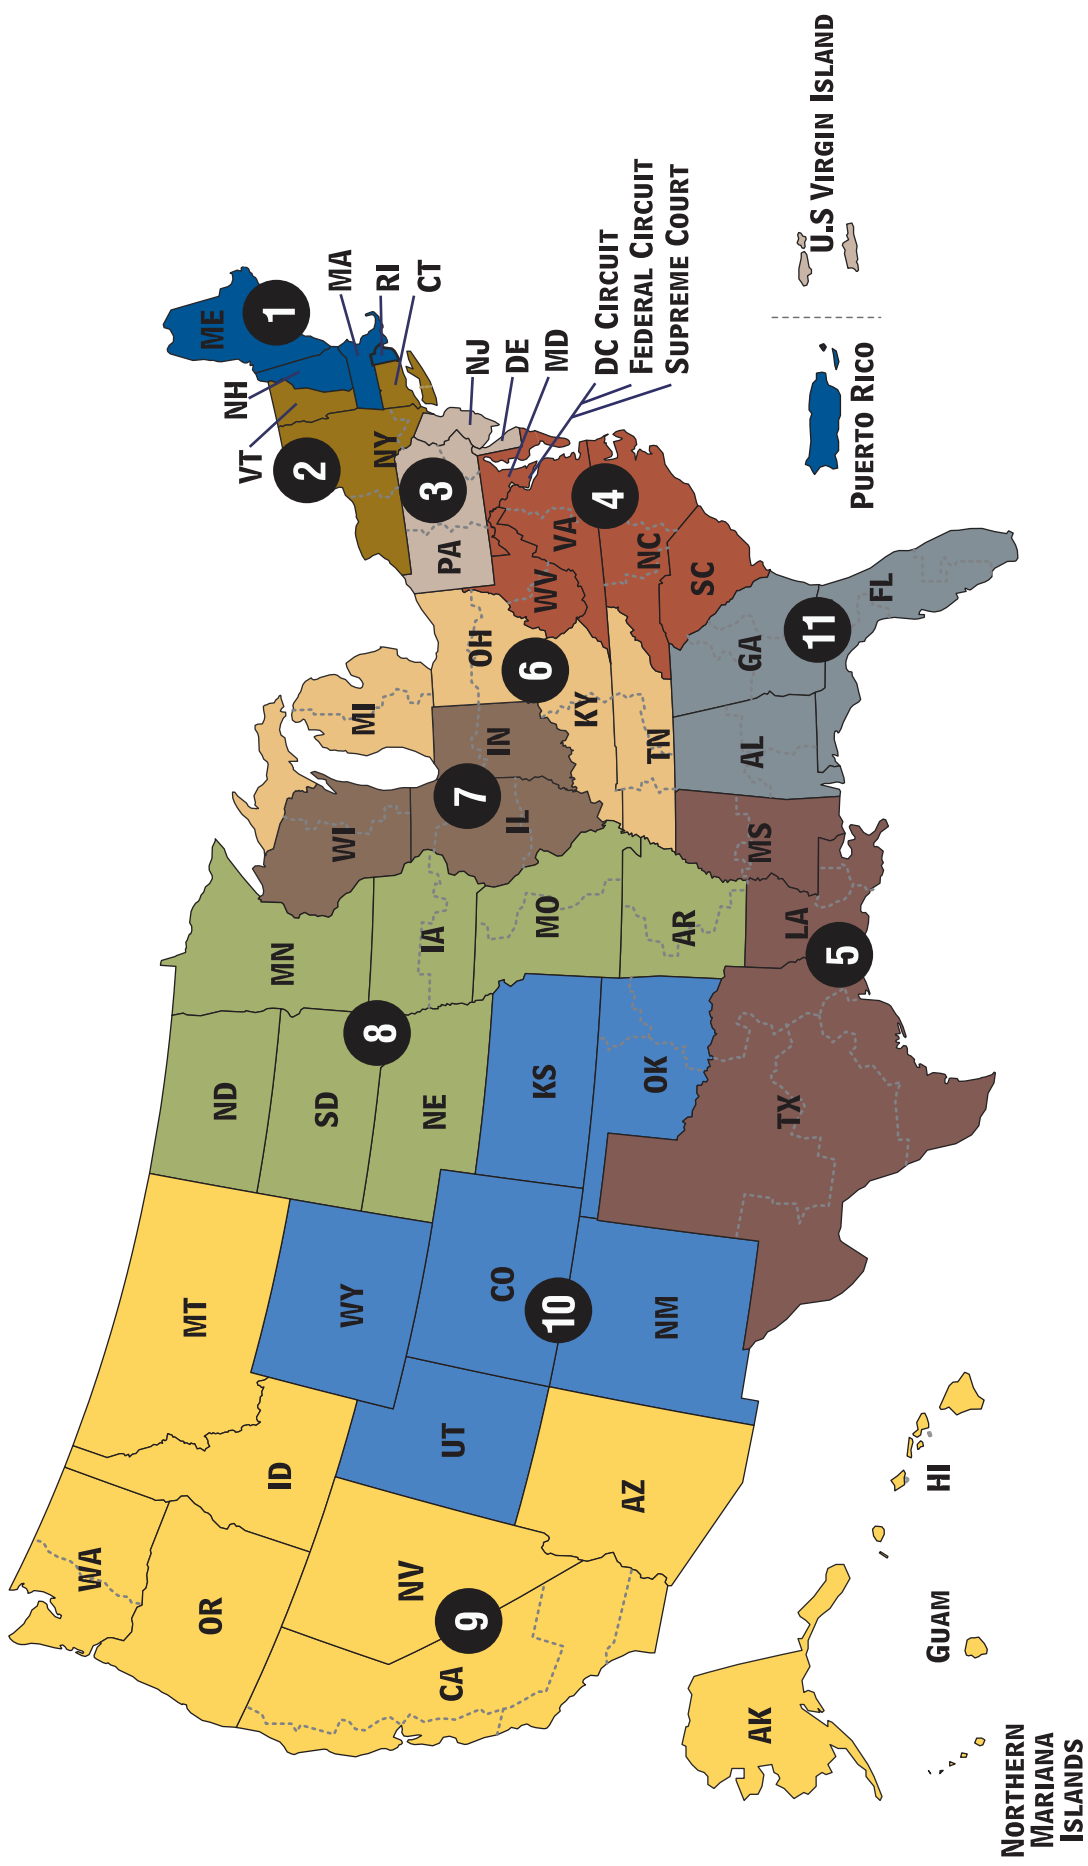 WA
OR
CA
NV
ID
MT
WY
UT
AZ
CO
NM
ND
SD
NE
KS
OK
TX
MN
IA
MO
AR
LA
WI
IL
IN
MI
OH
KY
TN
MS
AL
GA
FL
SC
NC
VA
WV
PA
NY
VT
NH
ME
MA
RI
CT
NJ
DE
MD
DC CIRCUIT
FEDERAL CIRCUIT
SUPREME COURT
1
2
3
4
5
6
7
8
9
10
11
AK
HI
GUAM
NORTHERN
MARIANA
ISLANDS
PUERTO RICO
U.S VIRGIN ISLAND